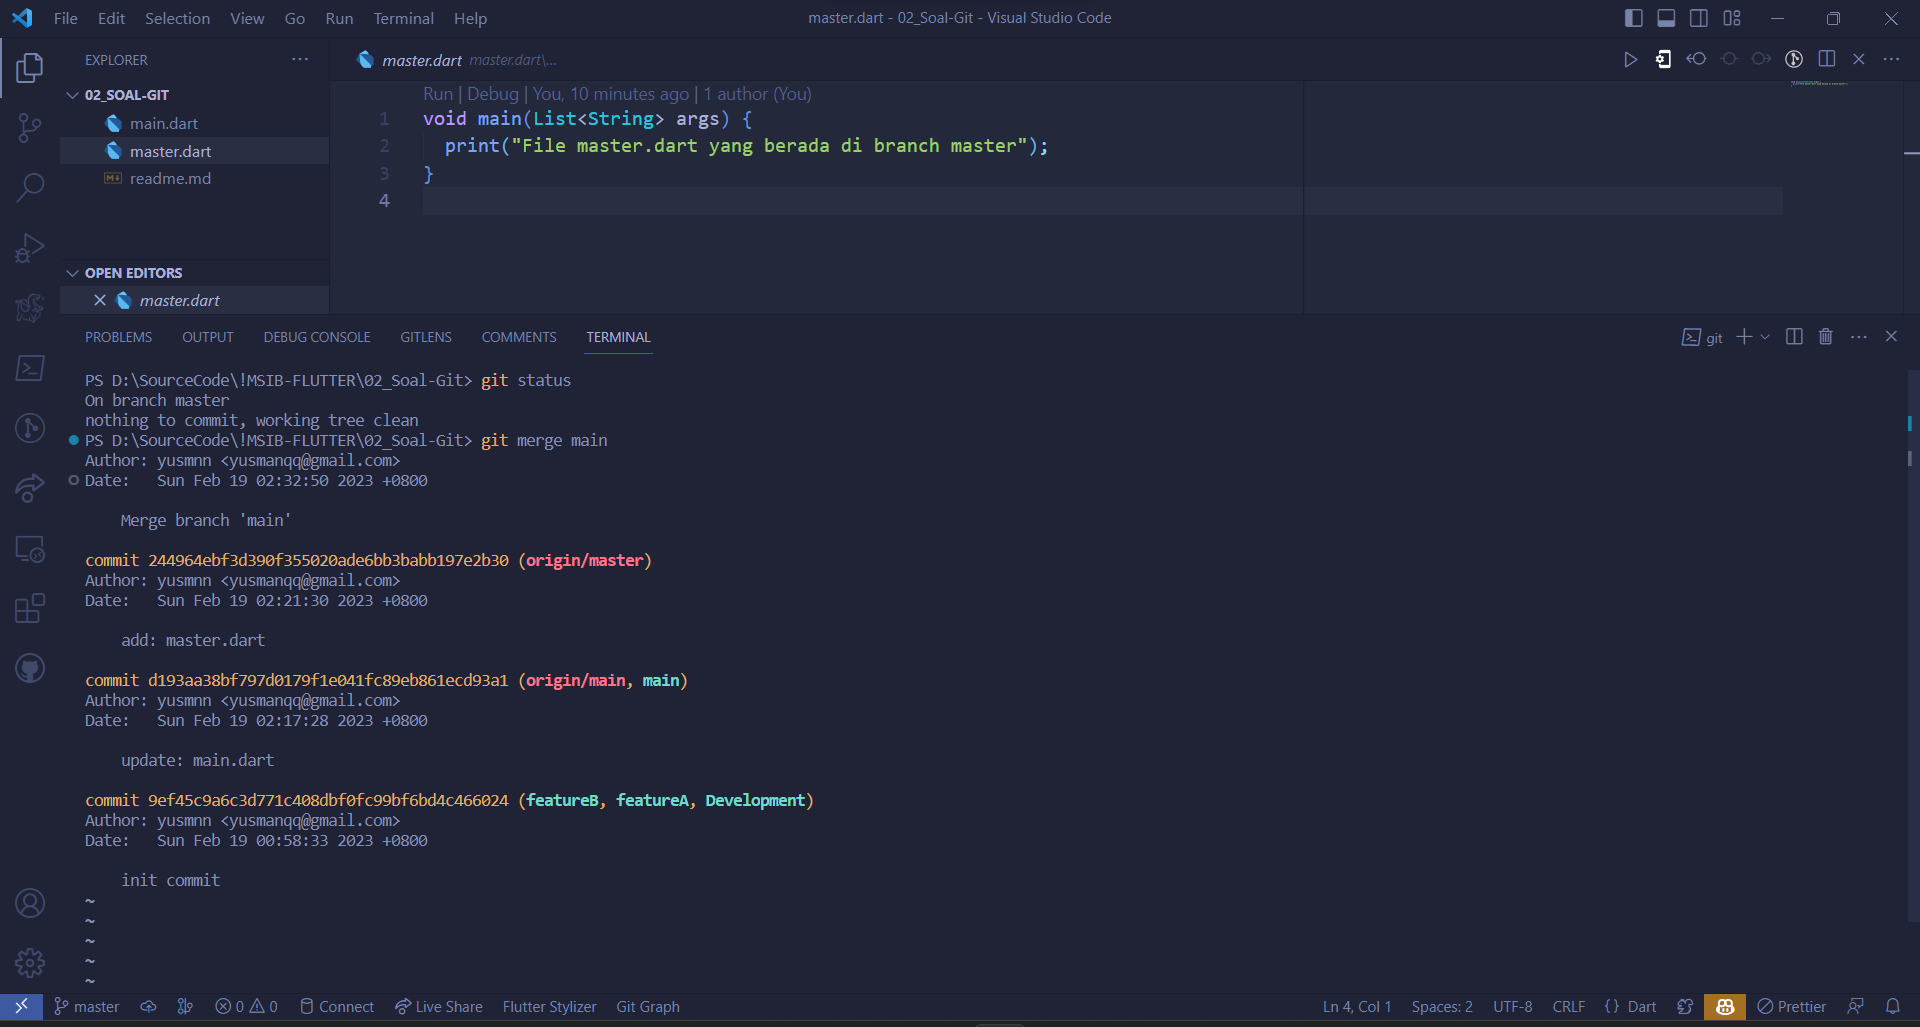 File Edit Selection View Go Run Terminal Help
master.dart - 02_Soal-Git - Visual Studio Code
EXPLORER
02_SOAL-GIT
main.dart
master.dart
readme.md
OPEN EDITORS
master.dart
master.dart master.dart\...
Run | Debug | You, 10 minutes ago | 1 author (You)
1 void main(List<String> args) {
2 print("File master.dart yang berada di branch master");
3 }
4
PROBLEMS OUTPUT DEBUG CONSOLE GITLENS COMMENTS TERMINAL
git
PS D:\SourceCode\!MSIB-FLUTTER\02_Soal-Git> git status
On branch master
nothing to commit, working tree clean
PS D:\SourceCode\!MSIB-FLUTTER\02_Soal-Git> git merge main
Author: yusmnn <yusmanqq@gmail.com>
Date:   Sun Feb 19 02:32:50 2023 +0800
Merge branch 'main'
commit 244964ebf3d390f355020ade6bb3babb197e2b30 (origin/master)
Author: yusmnn <yusmanqq@gmail.com>
Date:   Sun Feb 19 02:21:30 2023 +0800
add: master.dart
commit d193aa38bf797d0179f1e041fc89eb861ecd93a1 (origin/main, main)
Author: yusmnn <yusmanqq@gmail.com>
Date:   Sun Feb 19 02:17:28 2023 +0800
update: main.dart
commit 9ef45c9a6c3d771c408dbf0fc99bf6bd4c466024 (featureB, featureA, Development)
Author: yusmnn <yusmanqq@gmail.com>
Date:   Sun Feb 19 00:58:33 2023 +0800
init commit
~
~
~
~
~
master 0 0 Connect Live Share Flutter Stylizer Git Graph
Ln 4, Col 1 Spaces: 2 UTF-8 CRLF {} Dart Prettier